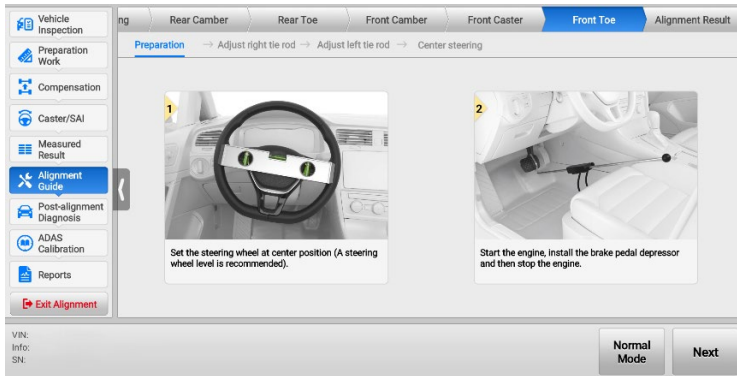 Vehicle
Inspection
Preparation
Work
Compensation
Caster/SAI
Measured
Result
Alignment
Guide
Post-alignment
Diagnosis
ADAS
Calibration
Reports
Exit Alignment
ng
Rear Camber
Rear Toe
Front Camber
Front Caster
Front Toe
Alignment Result
Preparation → Adjust right tie rod → Adjust left tie rod → Center steering
1
Set the steering wheel at center position (A steering
wheel level is recommended).
2
Start the engine, install the brake pedal depressor
and then stop the engine.
VIN:
Info:
SN:
Normal
Mode
Next